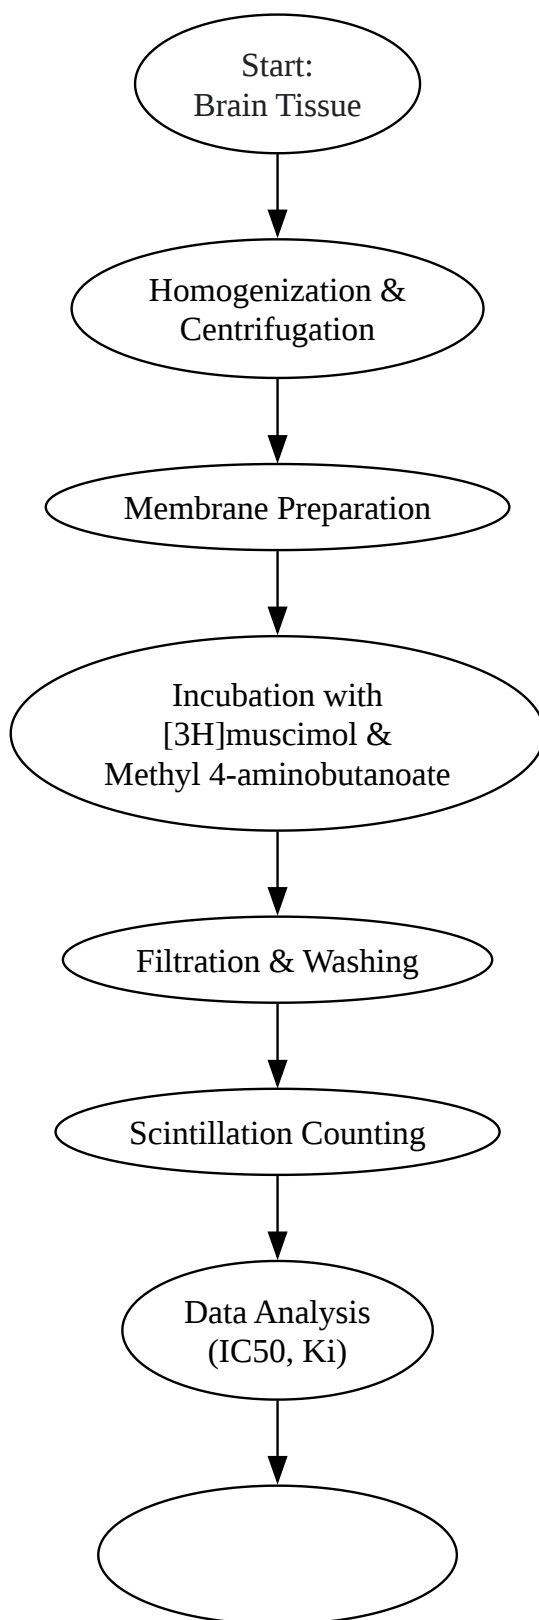 Start:
Brain Tissue
Homogenization &
Centrifugation
Membrane Preparation
Incubation with
[3H]muscimol &
Methyl 4-aminobutanoate
Filtration & Washing
Scintillation Counting
Data Analysis
(IC50, Ki)